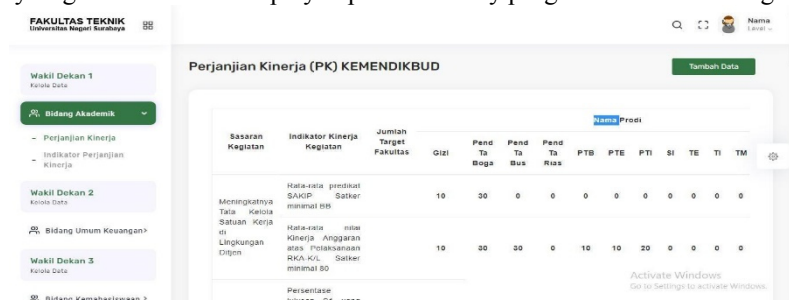 FAKULTAS TEKNIK
Universitas Negeri Surabaya
Nama
Level
Wakil Dekan 1
Kelola Data
Bidang Akademik
- Perjanjian Kinerja
- Indikator Perjanjian
Kinerja
Wakil Dekan 2
Kelola Data
Bidang Umum Keuangan>
Wakil Dekan 3
Kelola Data
Bidang Kemahasiswaan >
Perjanjian Kinerja (PK) KEMENDIKBUD
Tambah Data
Sasaran
Kegiatan
Indikator Kinerja
Kegiatan
Jumlah
Target
Fakultas
Nama Prodi
Gizi
Pend
Ta
Boga
Pend
Ta
Bus
Pend
Ta
Rias
PTB PTE PTI SI TE TI TM
Meningkatnya
Tata Kelola
Satuan Kerja
di
Lingkungan
Ditjen
Rata-rata predikat
SAKIP Satker
minimal BB
10 30 0 0 0 0 0 0 0 0 0
Rata-rata nilai
Kinerja Anggaran
atas Pelaksanaan
RKA-K/L Satker
minimal 80
10 30 30 0 10 10 20 0 0 0 0
Persentase
Activate Windows
Go to Settings to activate Windows.